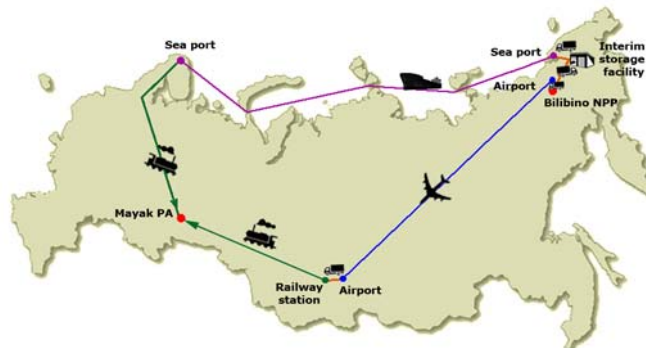 Sea port
Sea port
Interim
storage
facility
Airport
Bilibino NPP
Mayak PA
Railway
station
Airport